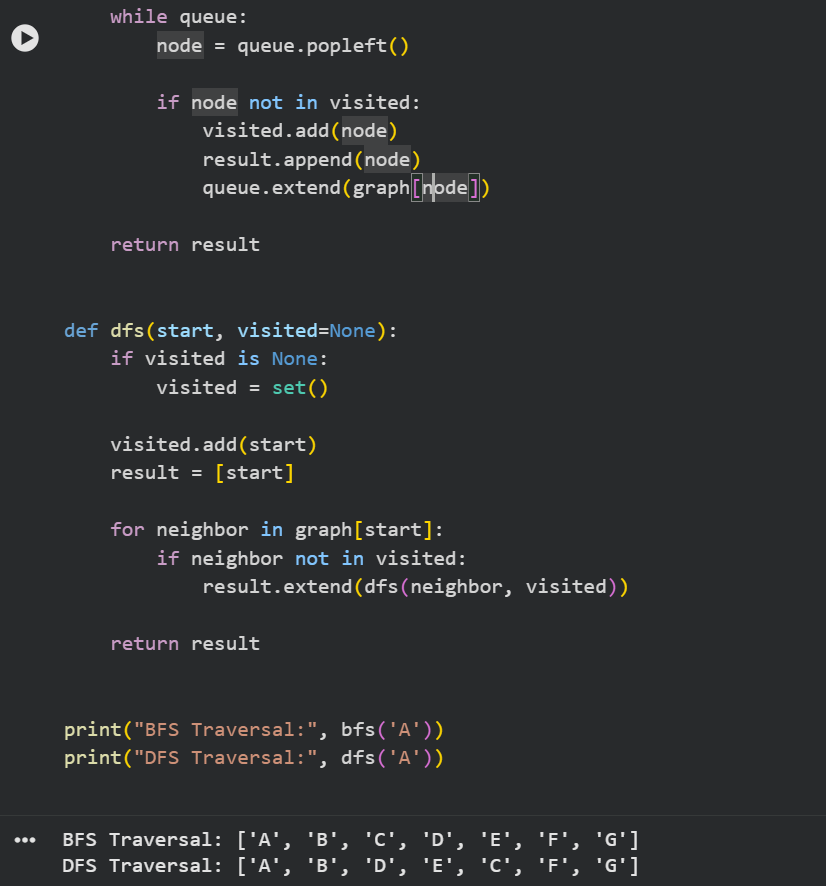 while queue:
        node = queue.popleft()

        if node not in visited:
            visited.add(node)
            result.append(node)
            queue.extend(graph[node])

    return result


def dfs(start, visited=None):
    if visited is None:
        visited = set()

    visited.add(start)
    result = [start]

    for neighbor in graph[start]:
        if neighbor not in visited:
            result.extend(dfs(neighbor, visited))

    return result


print("BFS Traversal:", bfs('A'))
print("DFS Traversal:", dfs('A'))

BFS Traversal: ['A', 'B', 'C', 'D', 'E', 'F', 'G']
DFS Traversal: ['A', 'B', 'D', 'E', 'C', 'F', 'G']